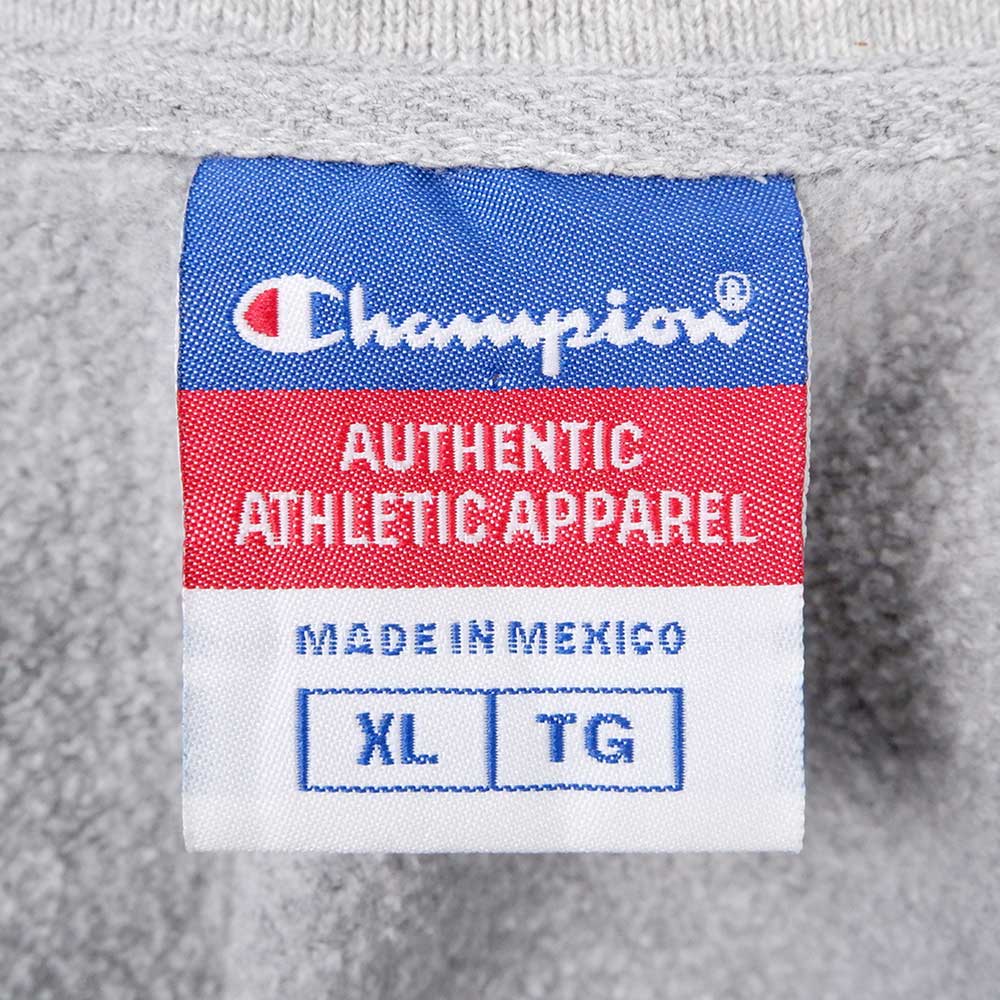 Champion®
AUTHENTIC
ATHLETIC APPAREL
MADE IN MEXICO
XL TG